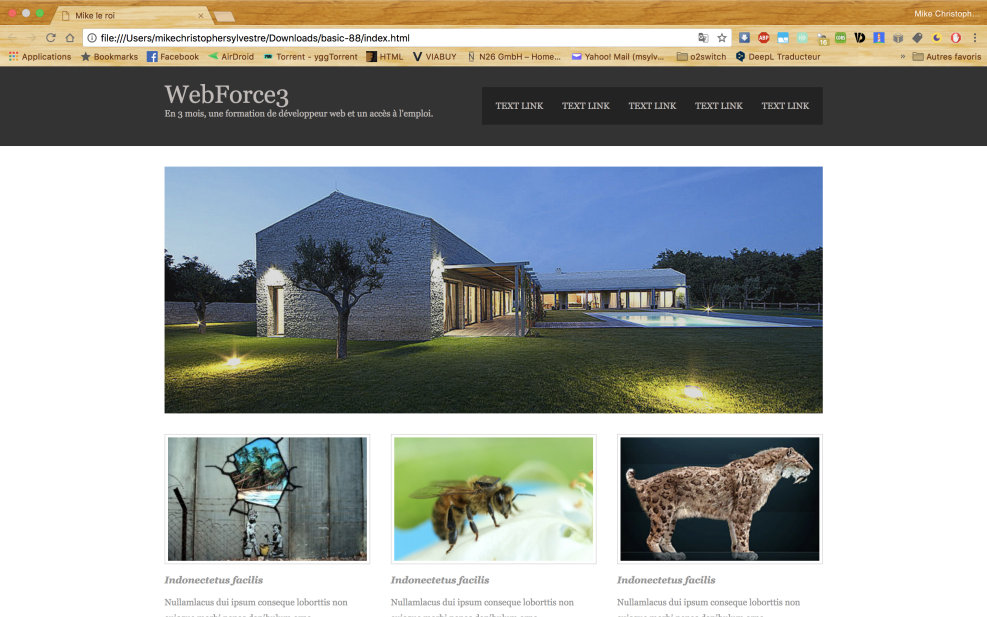 Mike le roi
Mike Christoph...
file:///Users/mikechristophersylvestre/Downloads/basic-88/index.html
Applications Bookmarks Facebook AirDroid Torrent - yggTorrent HTML VIABUY N26 GmbH – Home... Yahoo! Mail (msylv... o2switch DeepL Traducteur » Autres favoris
WebForce3
En 3 mois, une formation de développeur web et un accès à l'emploi.
TEXT LINK TEXT LINK TEXT LINK TEXT LINK TEXT LINK
Indonectetus facilis Indonectetus facilis Indonectetus facilis
Nullamlacus dui ipsum conseque loborttis non Nullamlacus dui ipsum conseque loborttis non Nullamlacus dui ipsum conseque loborttis non